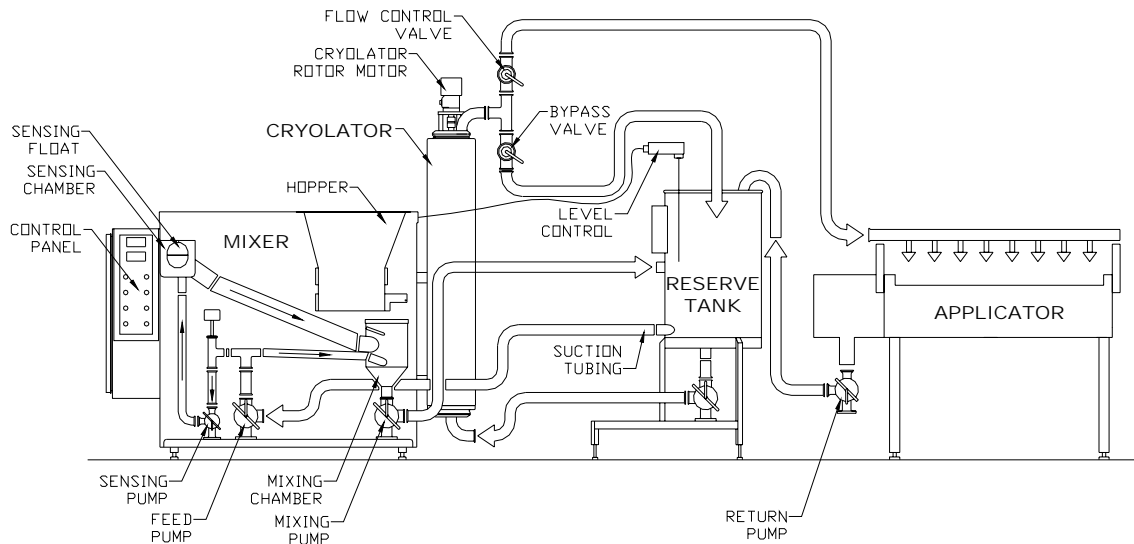 FLOW CONTROL
VALVE
CRYOLATOR
ROTOR MOTOR
BYPASS
VALVE
CRYOLATOR
SENSING
FLOAT
SENSING
CHAMBER
HOPPER
CONTROL
PANEL
MIXER
LEVEL
CONTROL
RESERVE
TANK
APPLICATOR
SUCTION
TUBING
SENSING
PUMP
FEED
PUMP
MIXING
CHAMBER
MIXING
PUMP
RETURN
PUMP